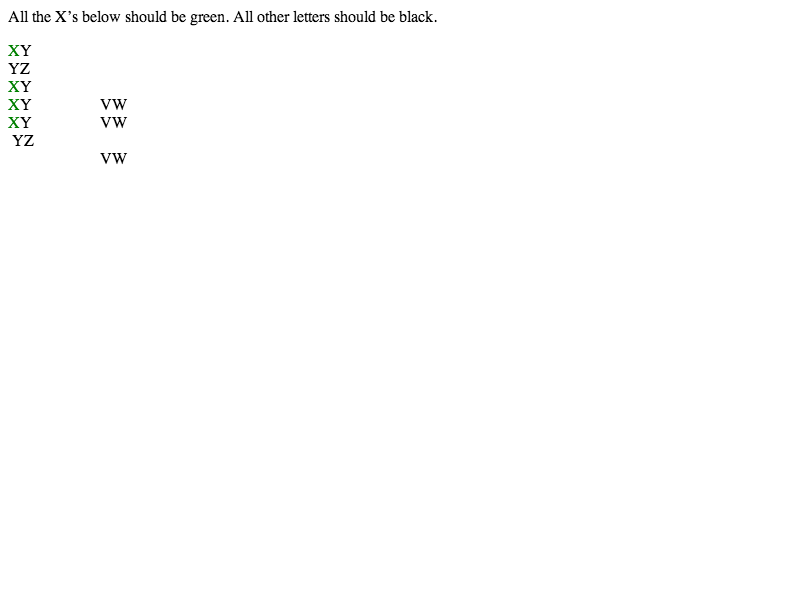 All the X’s below should be green. All other letters should be black.
XY
YZ
XY
XY VW
XY VW
YZ
VW